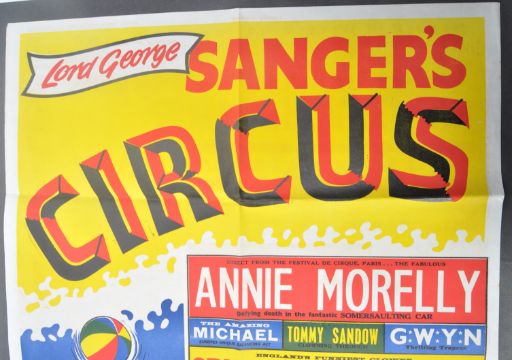 Lord George
SANGER'S
CIRCUS
DIRECT FROM THE FESTIVAL DE CIRQUE, PARIS ... THE FABULOUS
ANNIE MORELLY
Defying death in the fantastic SOMERSAULTING CAR
THE AMAZING
MICHAEL
TOMMY SANDOW
G·W·Y·N
Thrilling Trapeze
ENGLAND'S FUNNIEST CLOWNS